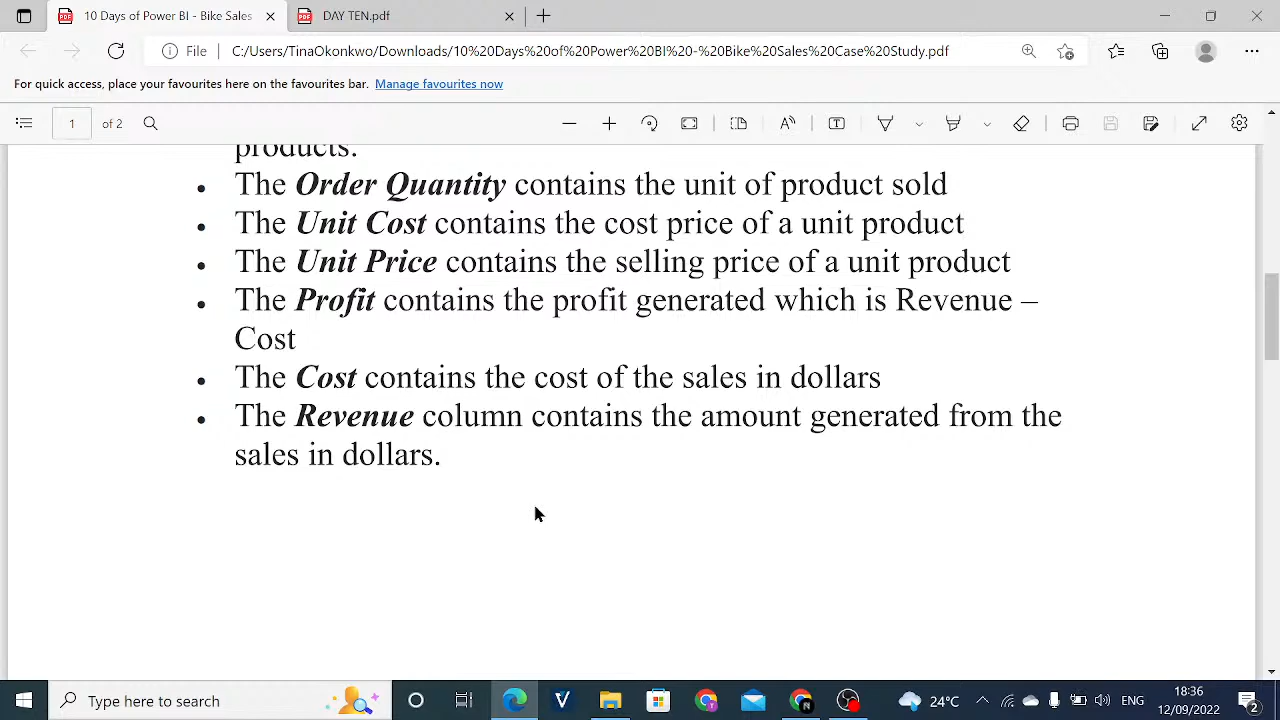 10 Days of Power BI - Bike Sales
DAY TEN.pdf
File
C:/Users/TinaOkonkwo/Downloads/10%20Days%20of%20Power%20BI%20-%20Bike%20Sales%20Case%20Study.pdf
For quick access, place your favourites here on the favourites bar. Manage favourites now
1 of 2
products.
• The Order Quantity contains the unit of product sold
• The Unit Cost contains the cost price of a unit product
• The Unit Price contains the selling price of a unit product
• The Profit contains the profit generated which is Revenue –
Cost
• The Cost contains the cost of the sales in dollars
• The Revenue column contains the amount generated from the
sales in dollars.
Type here to search
24°C
ENG
18:36
12/09/2022
2